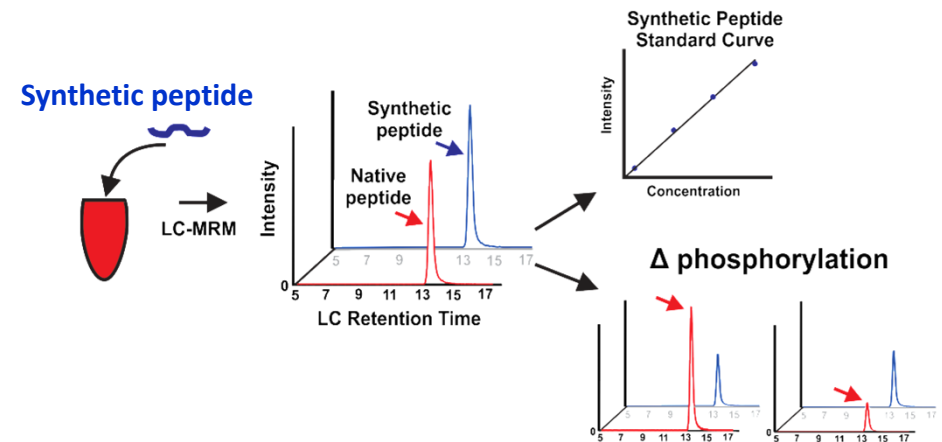 Synthetic Peptide
Standard Curve
Synthetic peptide
Intensity
Concentration
LC-MRM
Synthetic
peptide
Native
peptide
Intensity
5 7 9 13 15 17
0
5 7 9 11 13 15 17
LC Retention Time
Δ phosphorylation
5 7 9 13 15 17
0
5 7 9 11 13 15 17
5 7 9 13 15 17
0
5 7 9 11 13 15 17